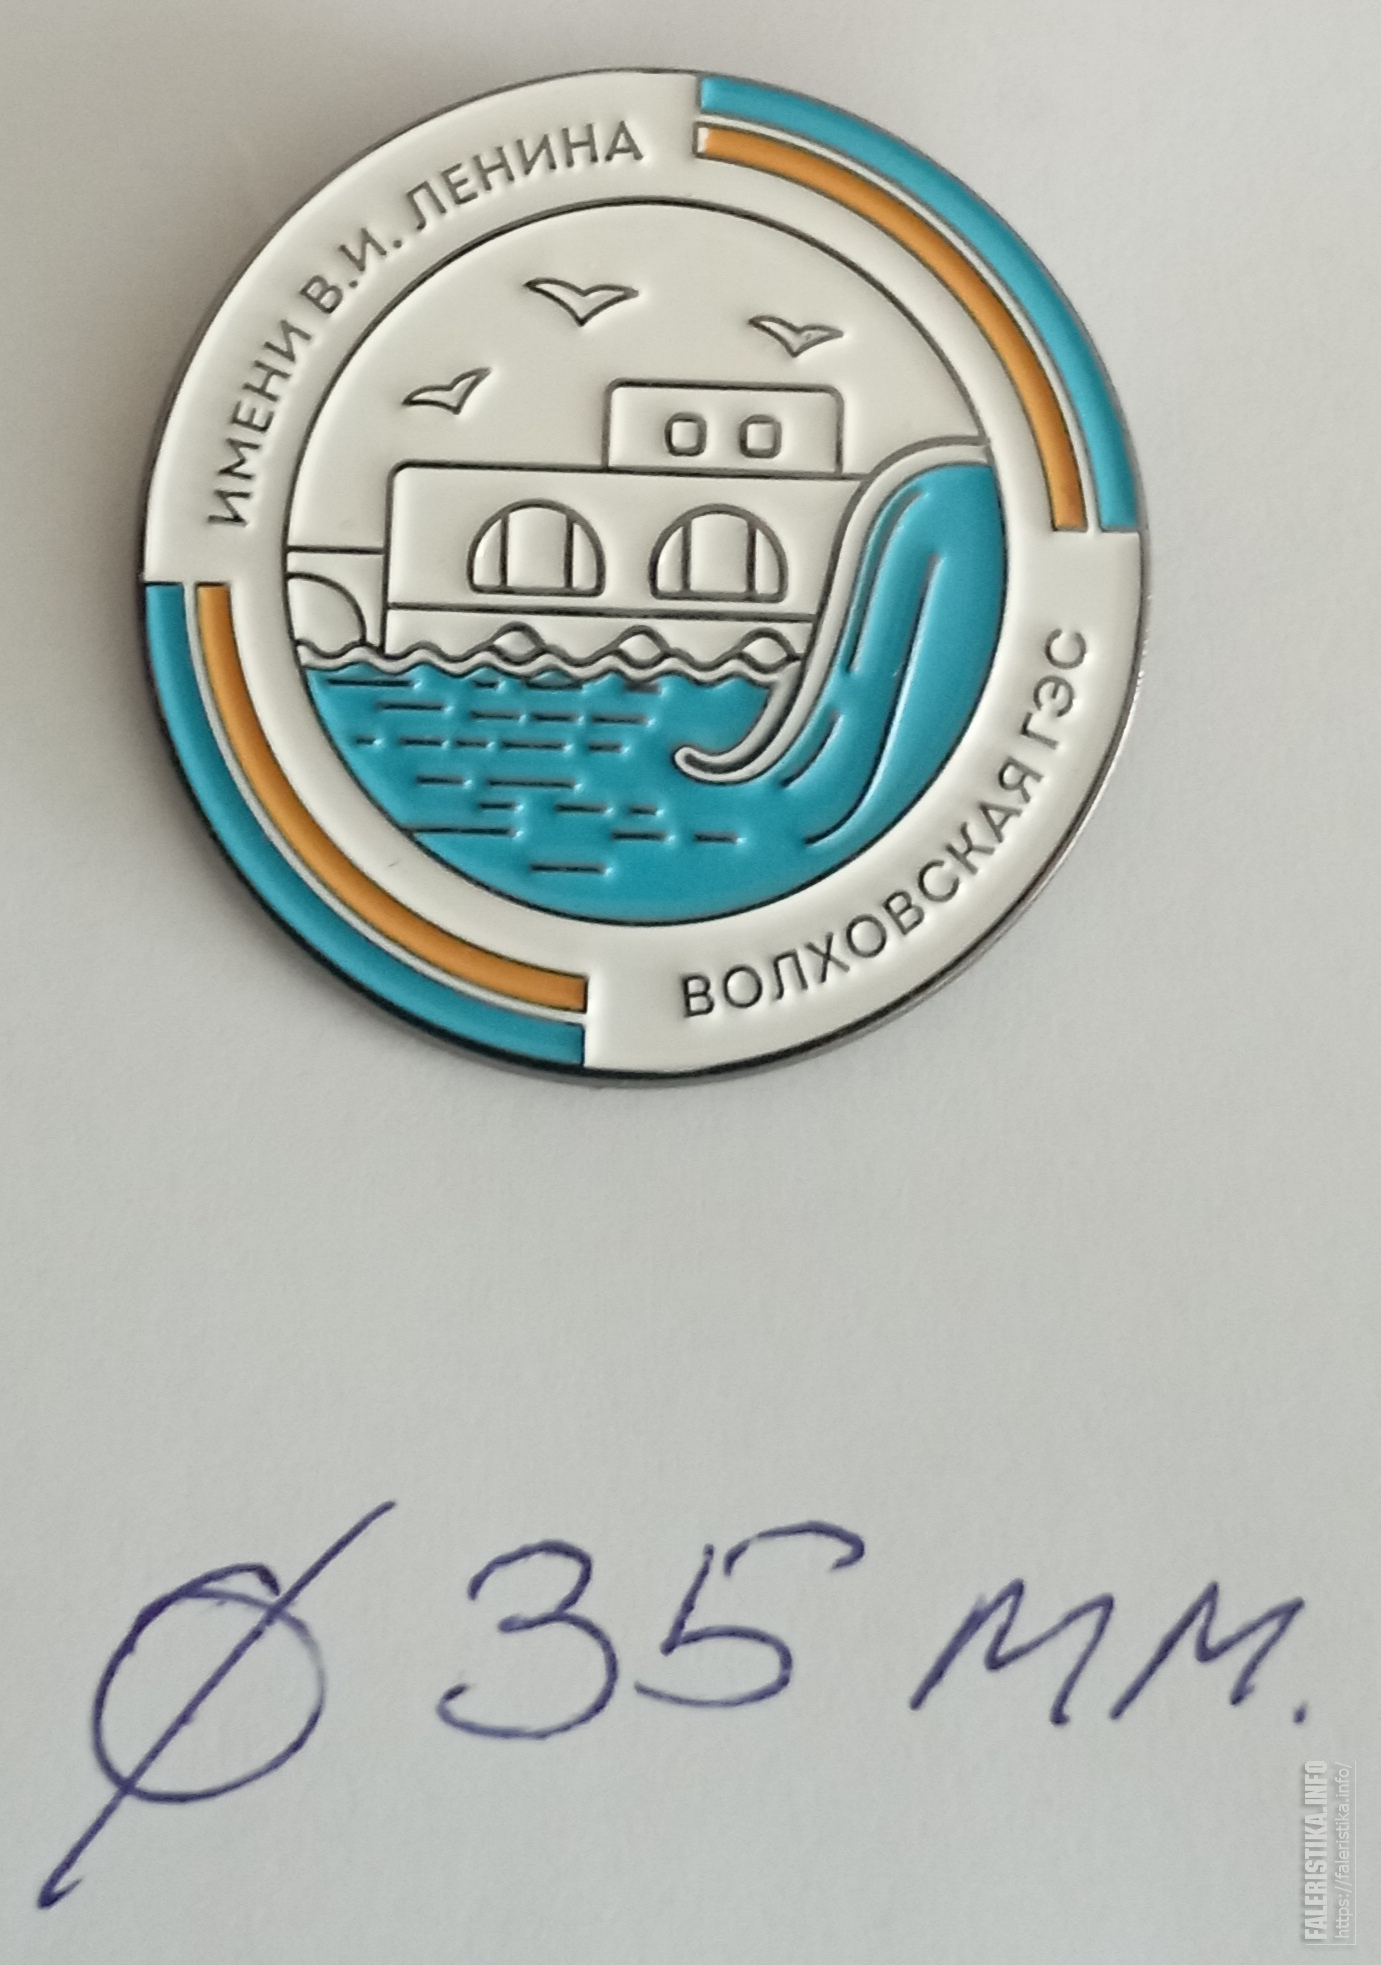 ИМЕНИ В.И. ЛЕНИНА
ВОЛХОВСКАЯ ГЭС
Ø 35 мм.
FALERISTIKA.INFO
https://faleristika.info/